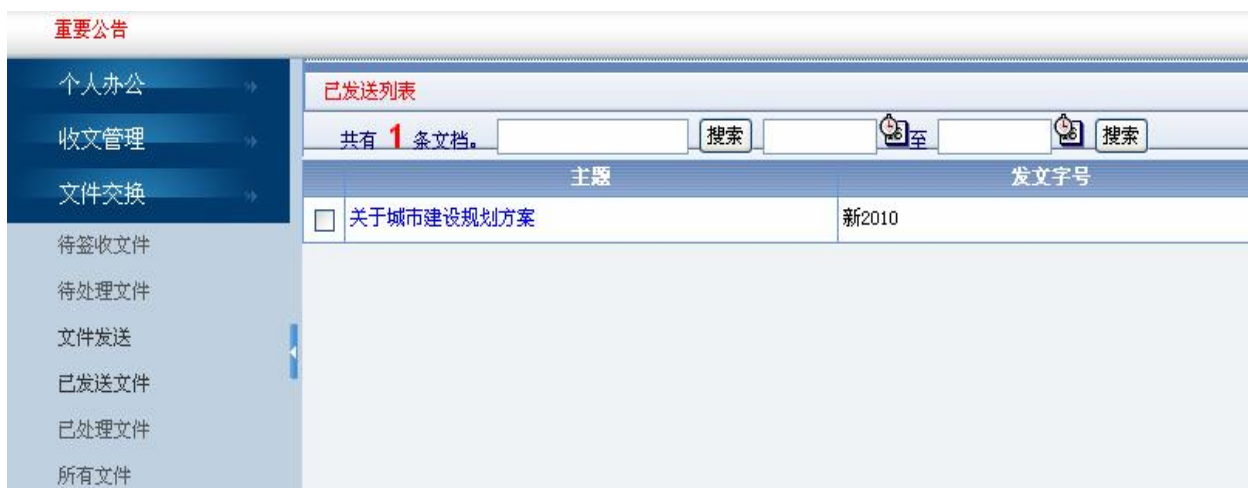 重要公告
个人办公
收文管理
文件交换
待签收文件
待处理文件
文件发送
已发送文件
已处理文件
所有文件
已发送列表
共有 1 条文档。 搜索 至 搜索
主题 发文字号
关于城市建设规划方案 新2010